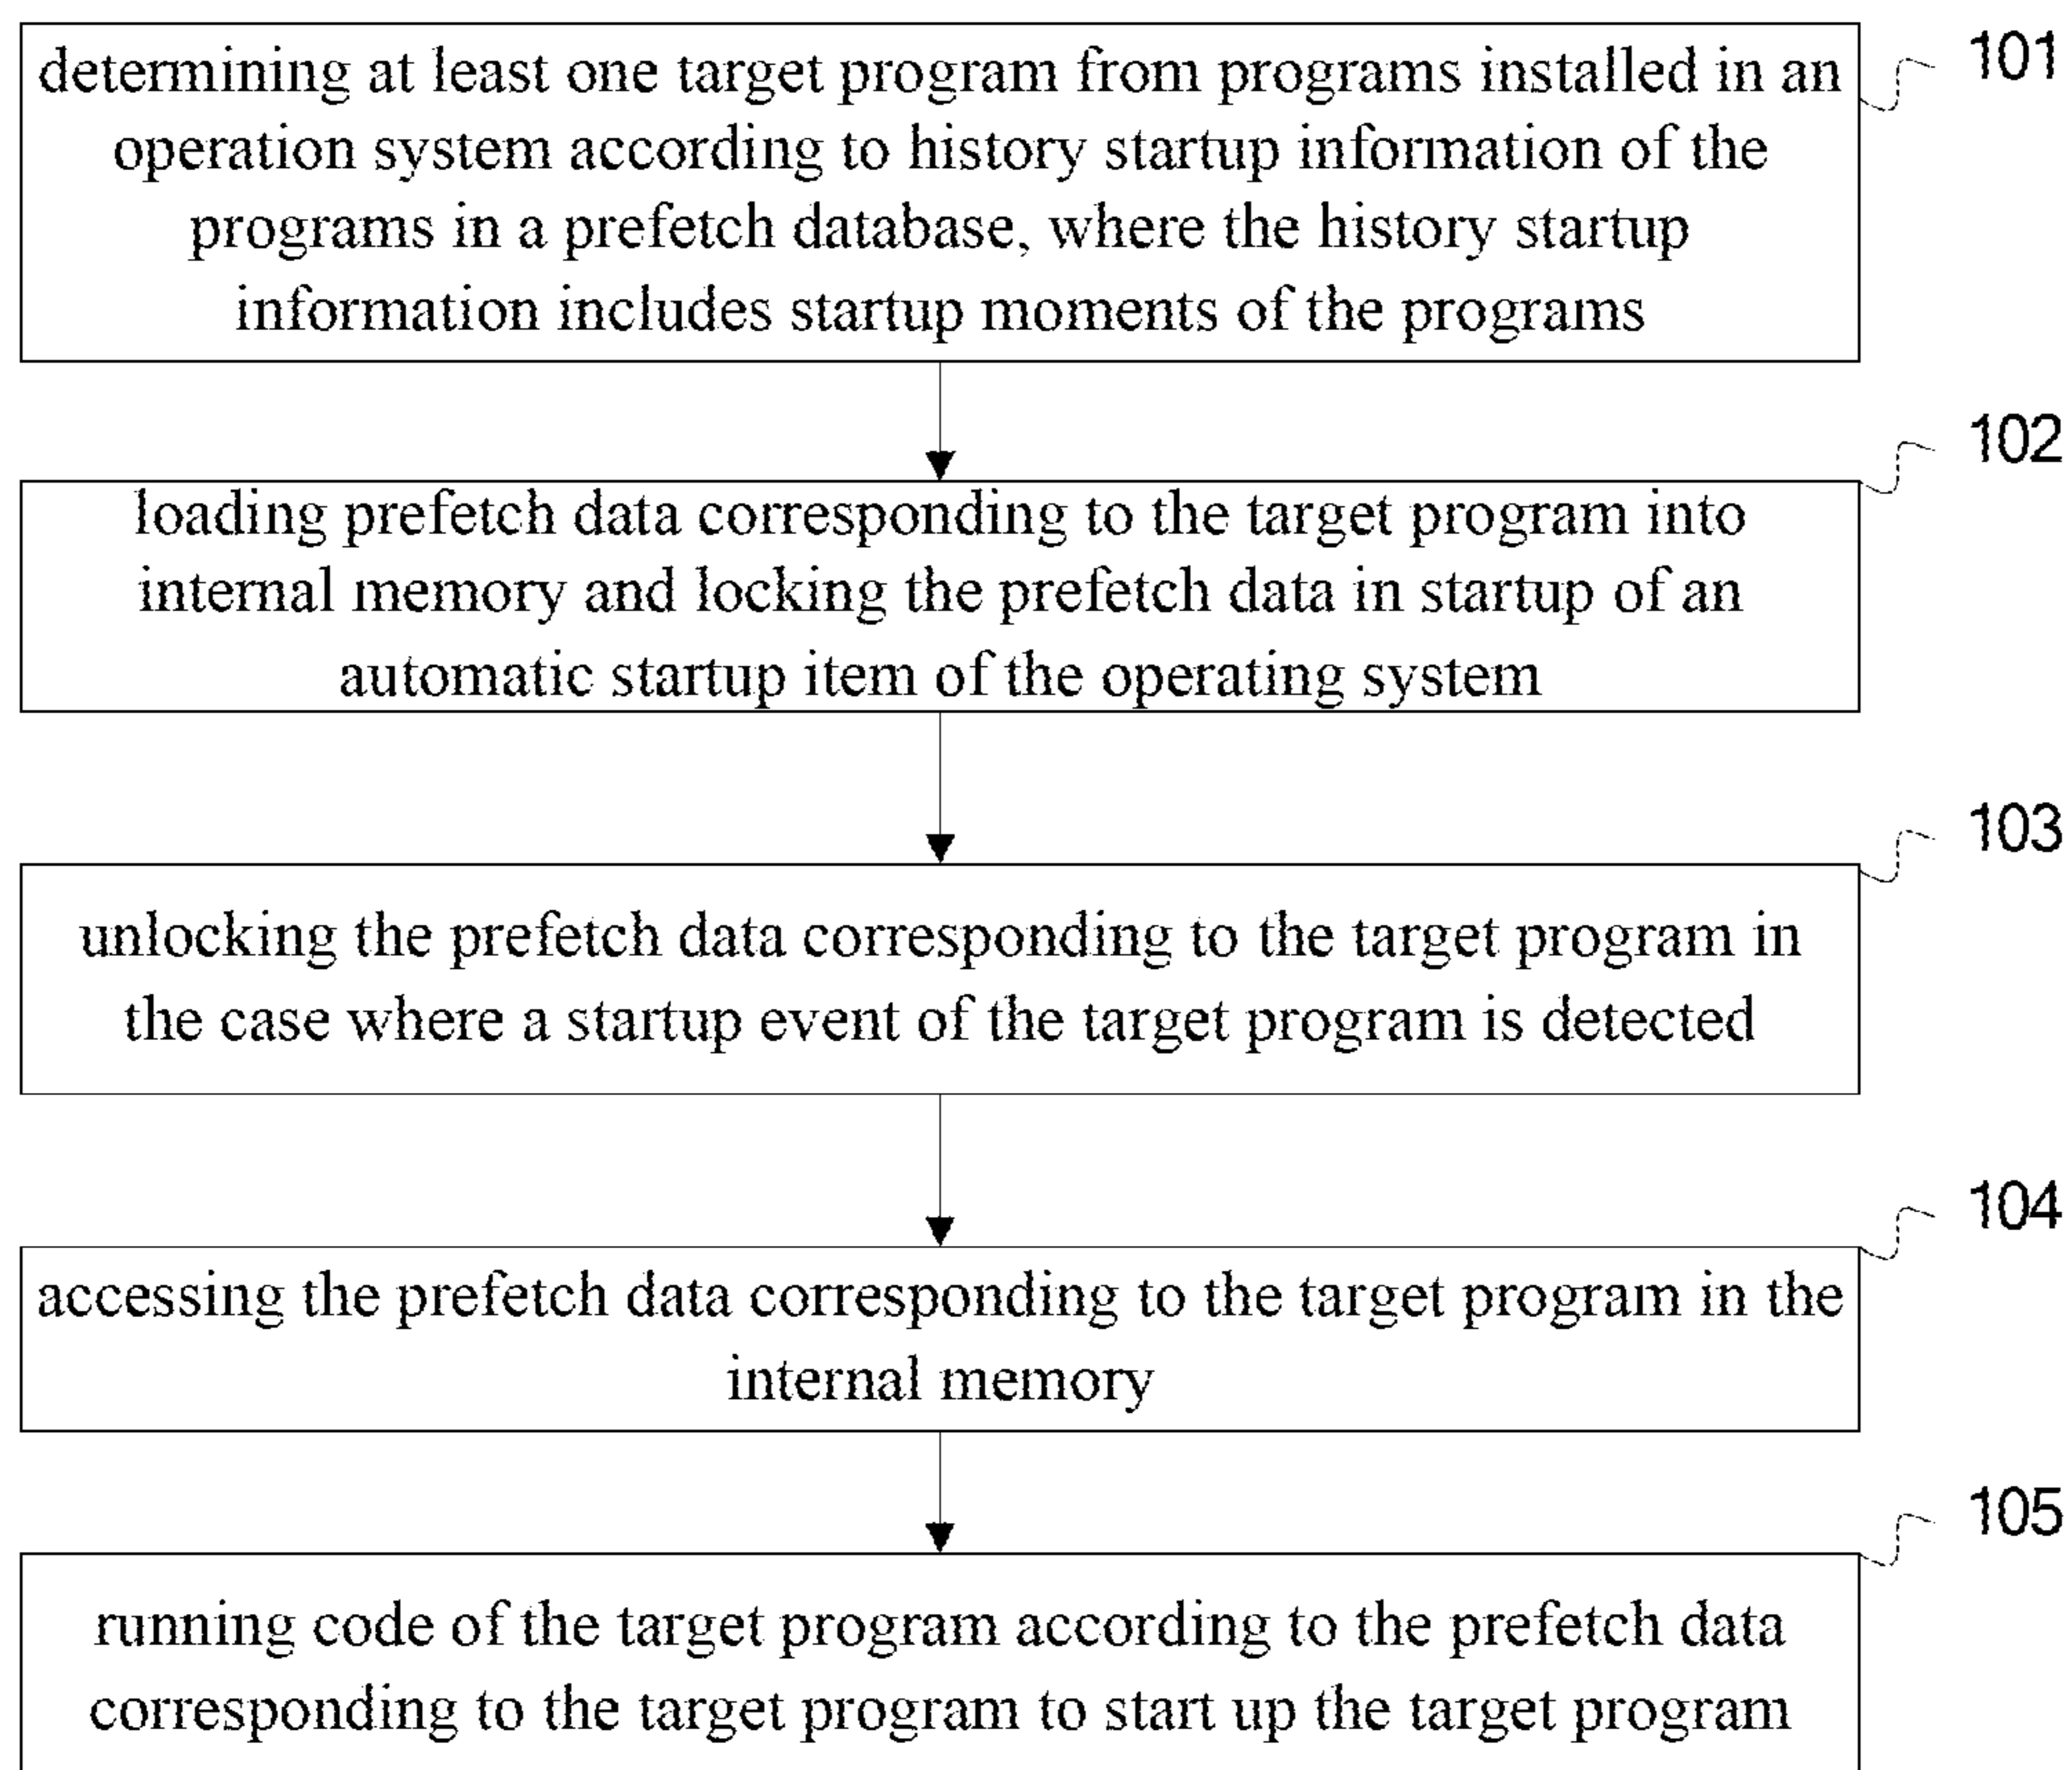 determining at least one target program from programs installed in an
101
operation system according to history startup information of the
programs in a prefetch database, where the history startup
information includes startup moments of the programs
102
loading prefetch data corresponding to the target program into
internal memory and locking the prefetch data in startup of an
automatic startup item of the operating system
103
unlocking the prefetch data corresponding to the target program in
the case where a startup event of the target program is detected
104
accessing the prefetch data corresponding to the target program in the
internal memory
105
running code of the target program according to the prefetch data
corresponding to the target program to start up the target program